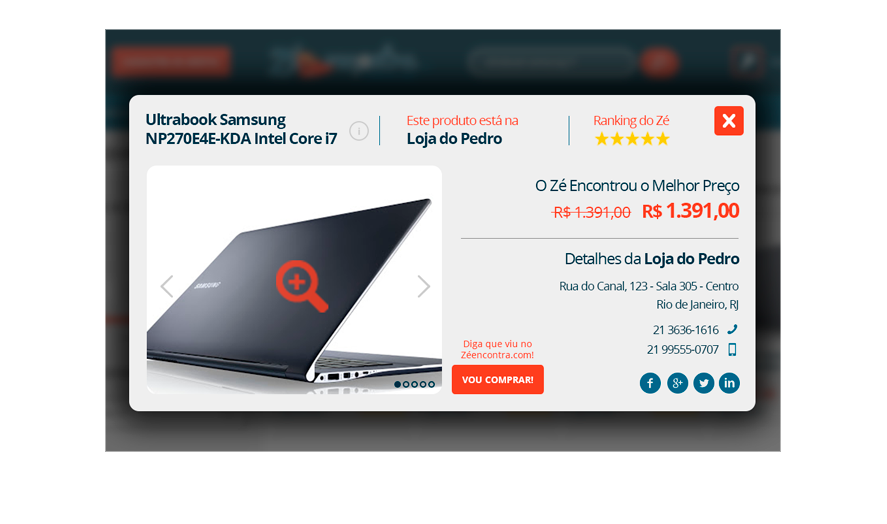 Ultrabook Samsung
NP270E4E-KDA Intel Core i7
i
Este produto está na
Loja do Pedro
Ranking do Zé
SAMSUNG
O Zé Encontrou o Melhor Preço
R$ 1.391,00 R$ 1.391,00
Detalhes da Loja do Pedro
Rua do Canal, 123 - Sala 305 - Centro
Rio de Janeiro, RJ
21 3636-1616
21 99555-0707
Diga que viu no
Zéencontra.com!
VOU COMPRAR!